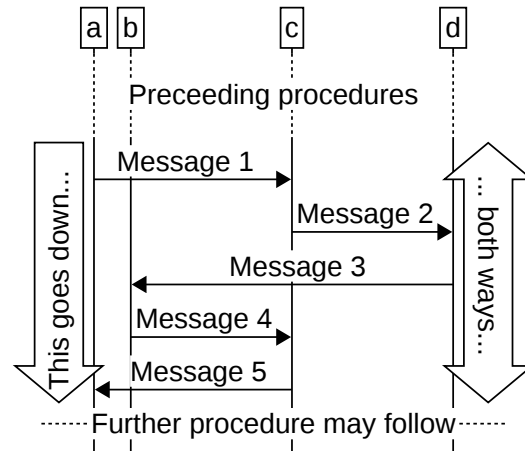 a b c d
Preceeding procedures
Message 1
Message 2
Message 3
Message 4
Message 5
This goes down...
... both ways...
Further procedure may follow